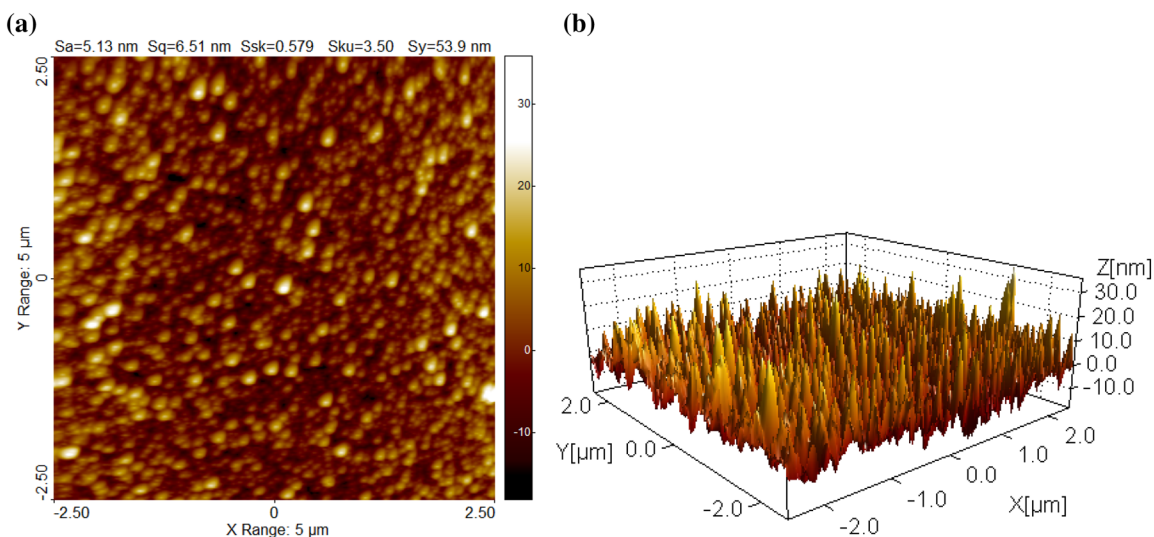 (a)
Sa=5.13 nm Sq=6.51 nm Ssk=0.579 Sku=3.50 Sy=53.9 nm
2.50
0
-2.50
Y Range: 5 µm
-2.50 0 2.50
X Range: 5 µm
30
20
10
0
-10
(b)
Z[nm]
30.0
20.0
10.0
0.0
-10.0
2.0
0.0
-2.0
Y[µm]
-2.0
-1.0
0.0
1.0
2.0
X[µm]